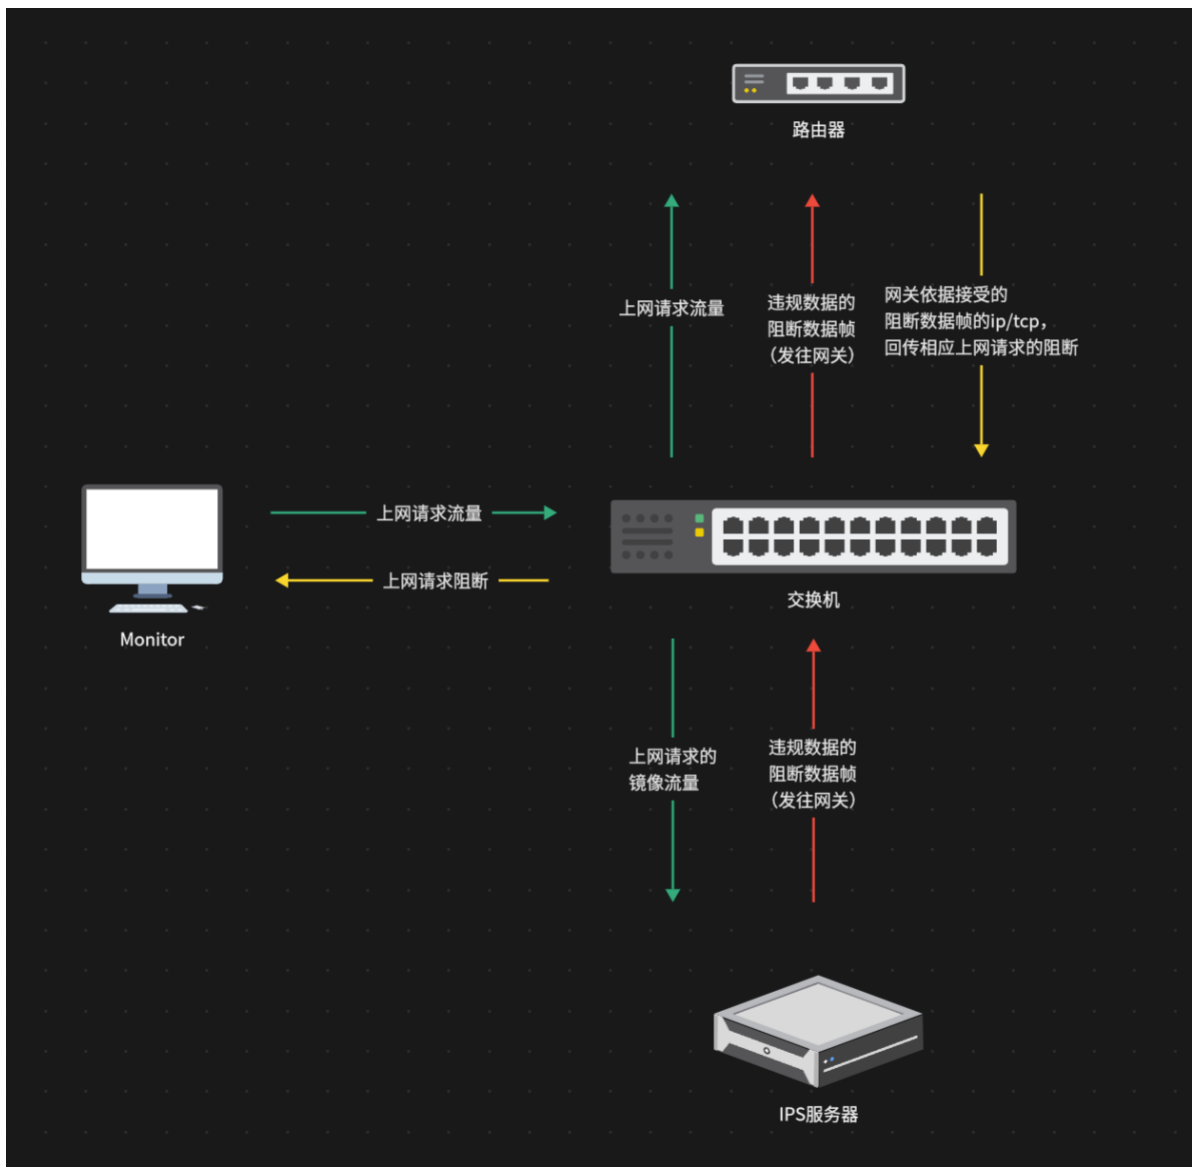 路由器
上网请求流量
违规数据的
阻断数据帧
（发往网关）
网关依据接受的
阻断数据帧的ip/tcp，
回传相应上网请求的阻断
上网请求流量
上网请求阻断
Monitor
交换机
上网请求的
镜像流量
违规数据的
阻断数据帧
（发往网关）
IPS服务器